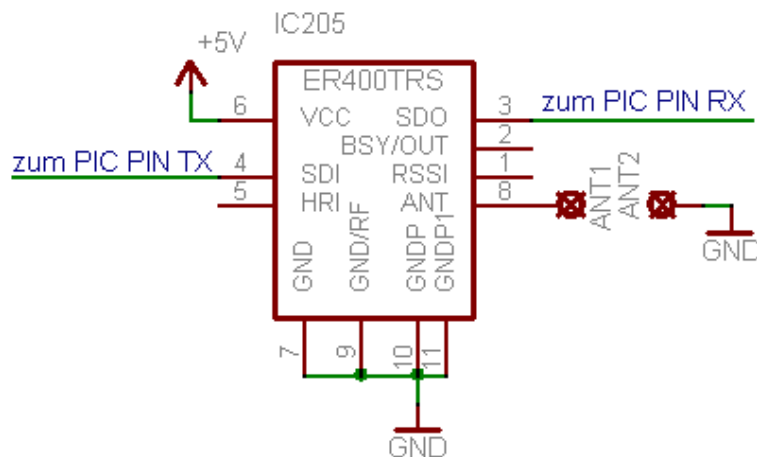 IC205
+5V
ER400TRS
6 VCC SDO 3 zum PIC PIN RX
BSY/OUT 2
zum PIC PIN TX 4 SDI RSSI 1
5 HRI ANT 8
ANT1
ANT2
GND
GND
GND/RF
GNDP
GNDP1
7
9
10
11
GND